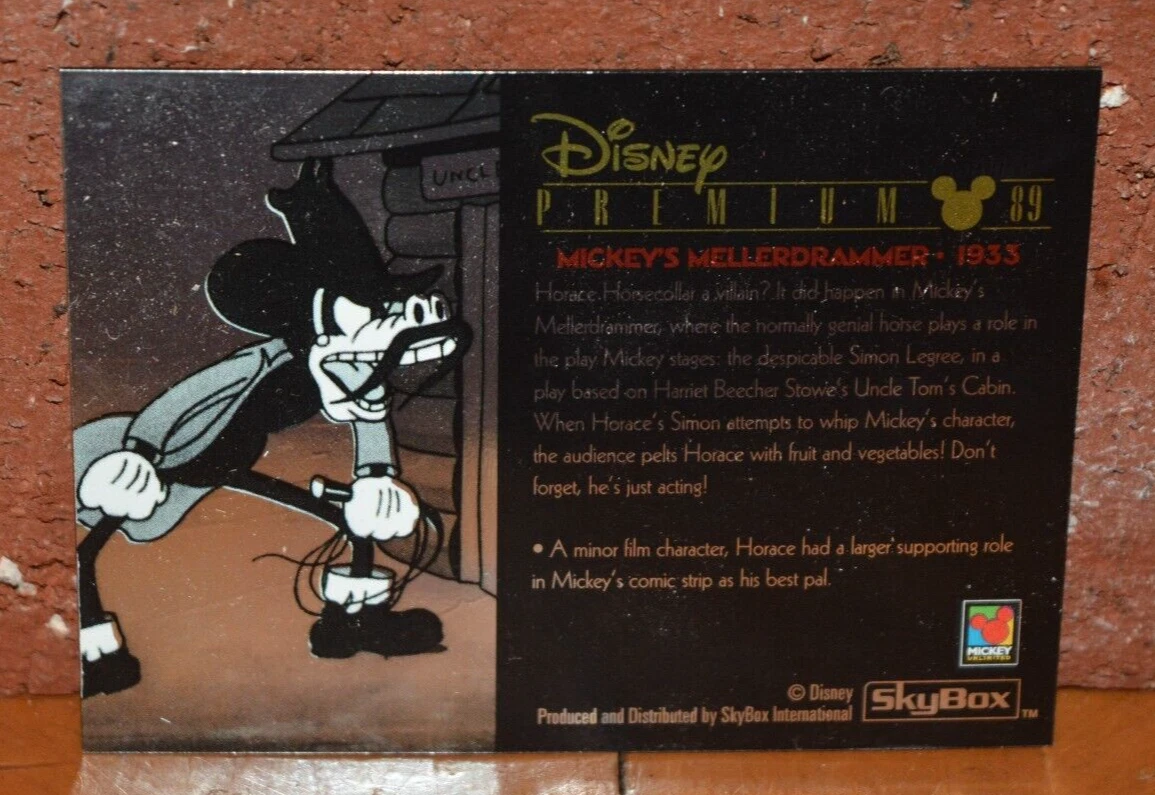 UNCL
Disney
PREMIUM 89
MICKEY'S MELLERDRAMMER • 1933
Horace Horsecollar a villain? It did happen in Mickey's
Mellerdrammer, where the normally genial horse plays a role in
the play Mickey stages: the despicable Simon Legree, in a
play based on Harriet Beecher Stowe's Uncle Tom's Cabin.
When Horace's Simon attempts to whip Mickey's character,
the audience pelts Horace with fruit and vegetables! Don't
forget, he's just acting!
• A minor film character, Horace had a larger supporting role
in Mickey's comic strip as his best pal.
MICKEY
UNLIMITED
© Disney
Produced and Distributed by SkyBox International
SkyBox TM